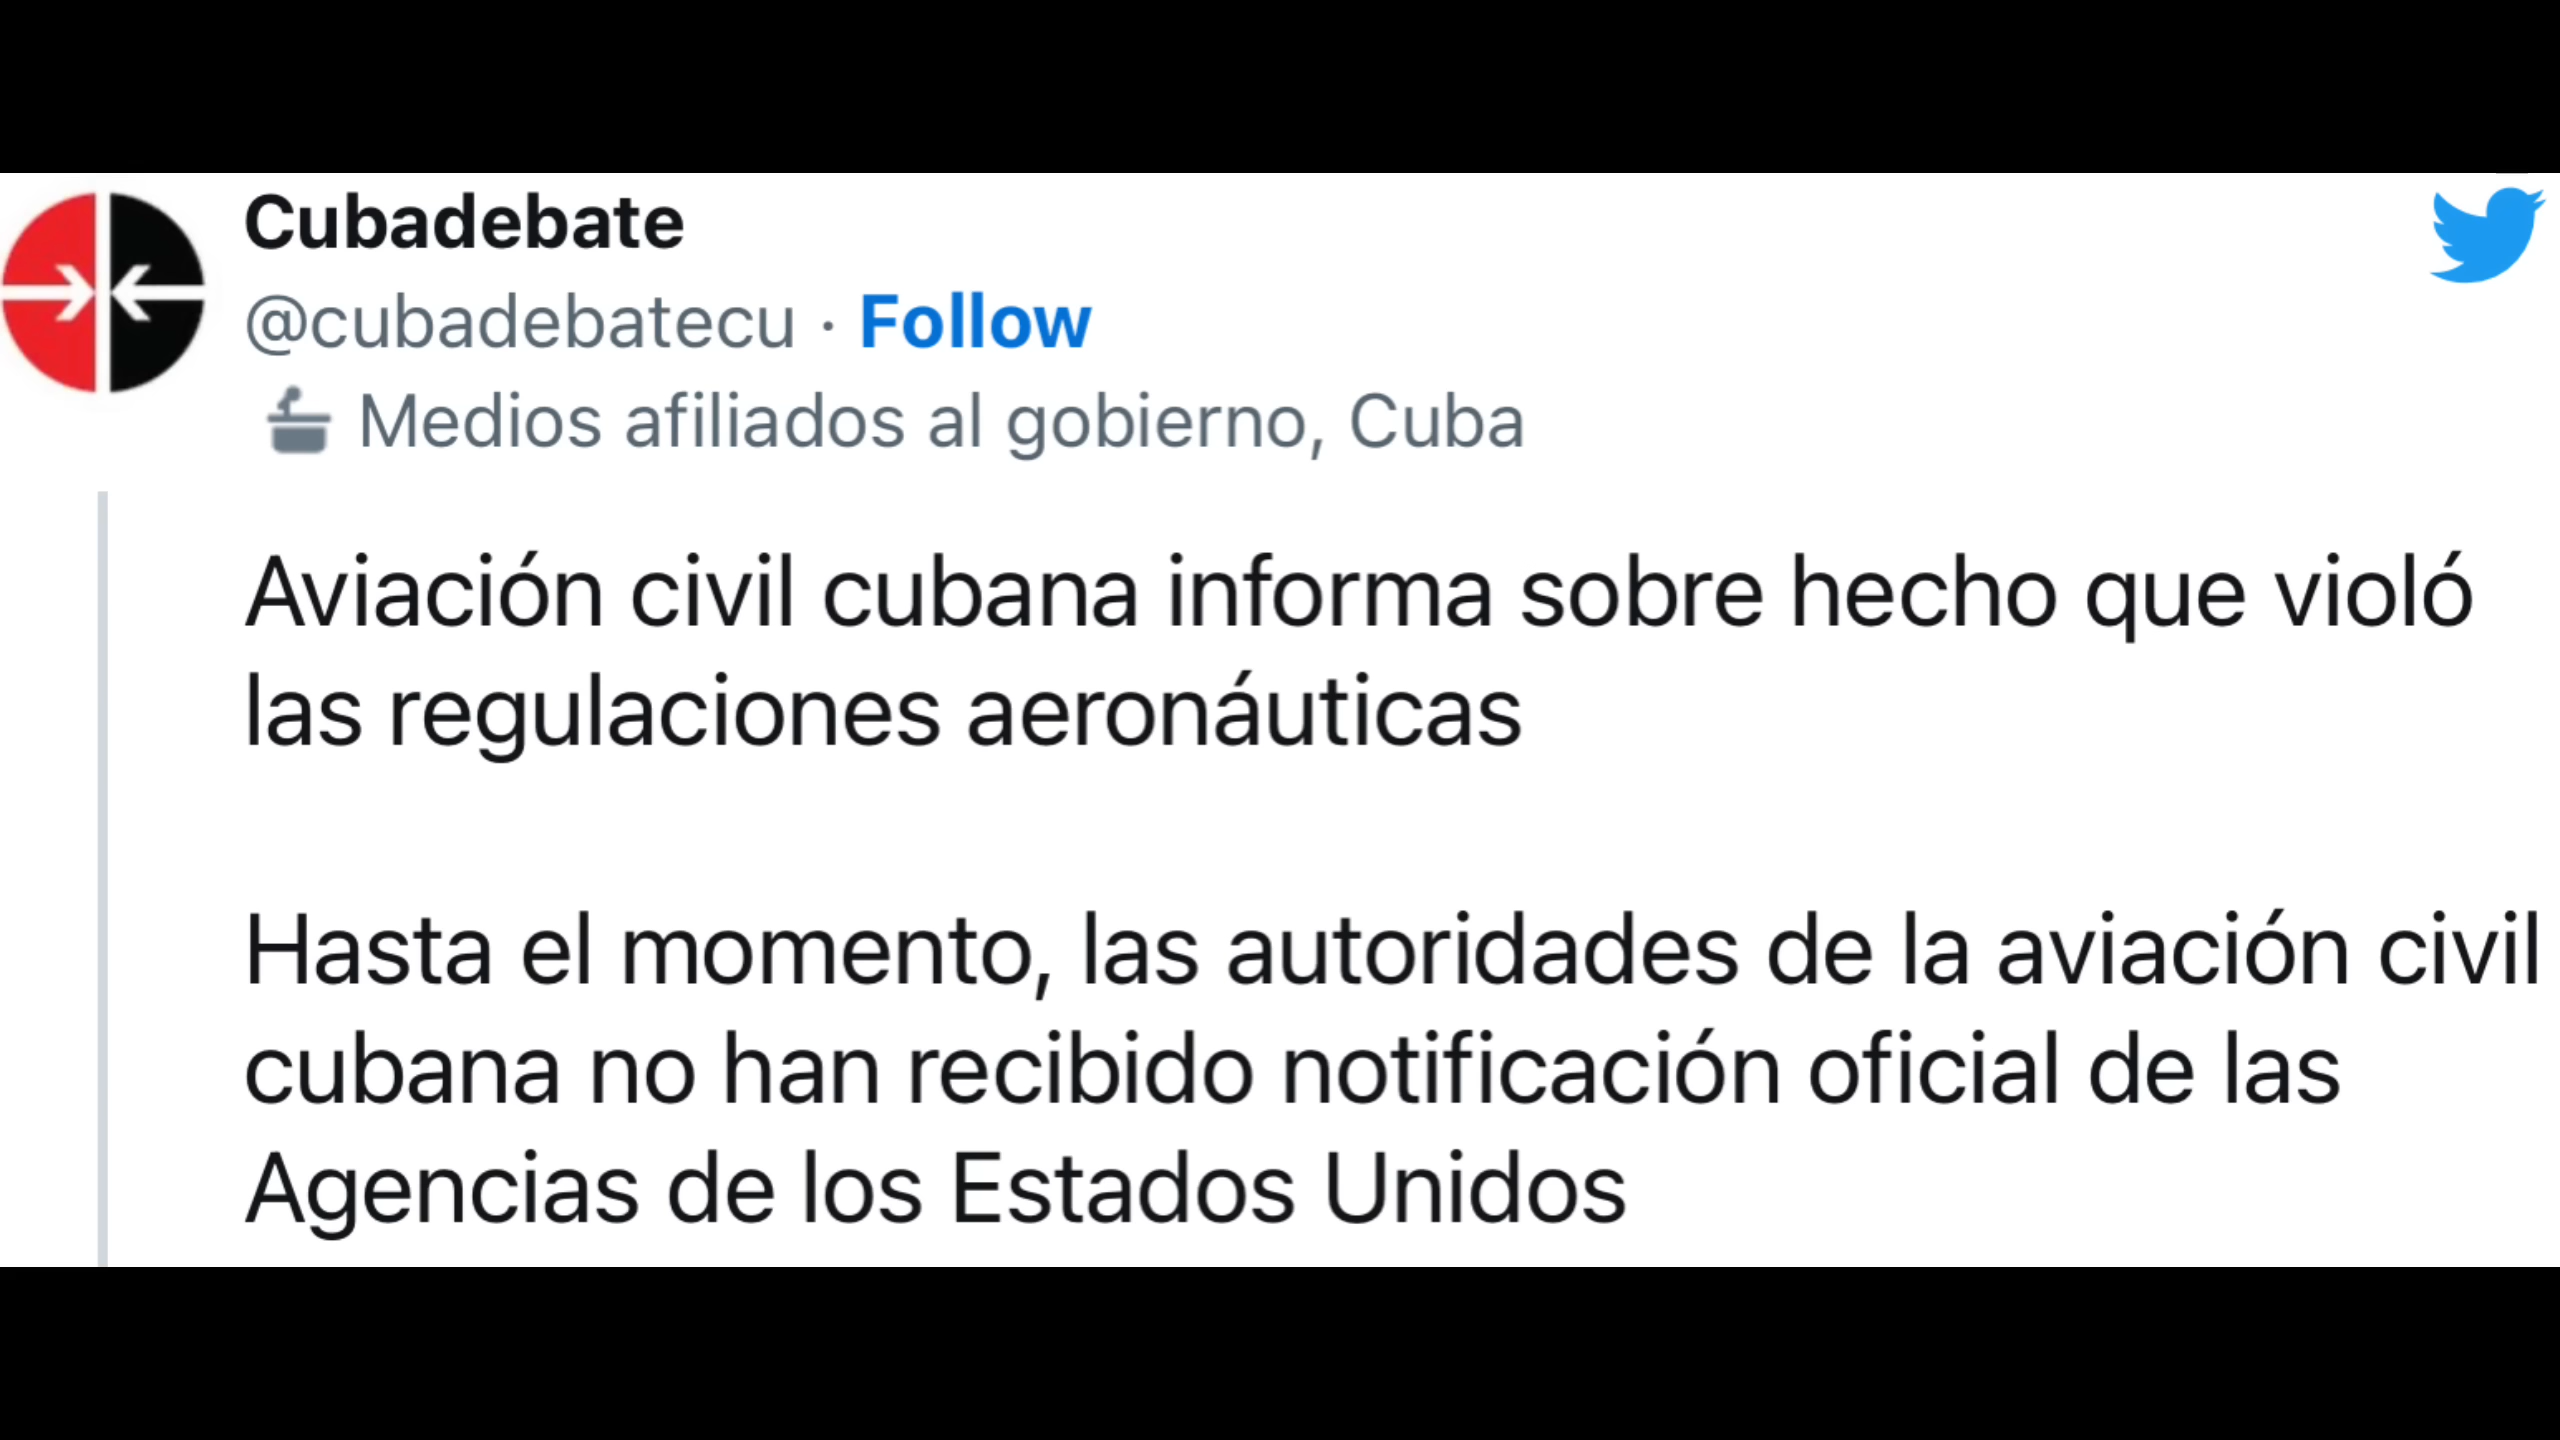 Cubadebate
@cubadebatecu · Follow
Medios afiliados al gobierno, Cuba
Aviación civil cubana informa sobre hecho que violó
las regulaciones aeronáuticas
Hasta el momento, las autoridades de la aviación civil
cubana no han recibido notificación oficial de las
Agencias de los Estados Unidos